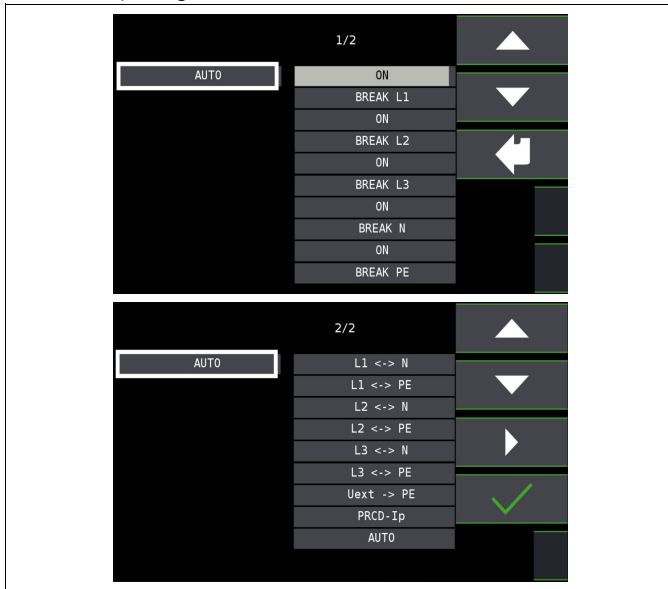 1/2
AUTO
ON
BREAK L1
ON
BREAK L2
ON
BREAK L3
ON
BREAK N
ON
BREAK PE
2/2
AUTO
L1 <-> N
L1 <-> PE
L2 <-> N
L2 <-> PE
L3 <-> N
L3 <-> PE
Uext -> PE
PRCD-Ip
AUTO